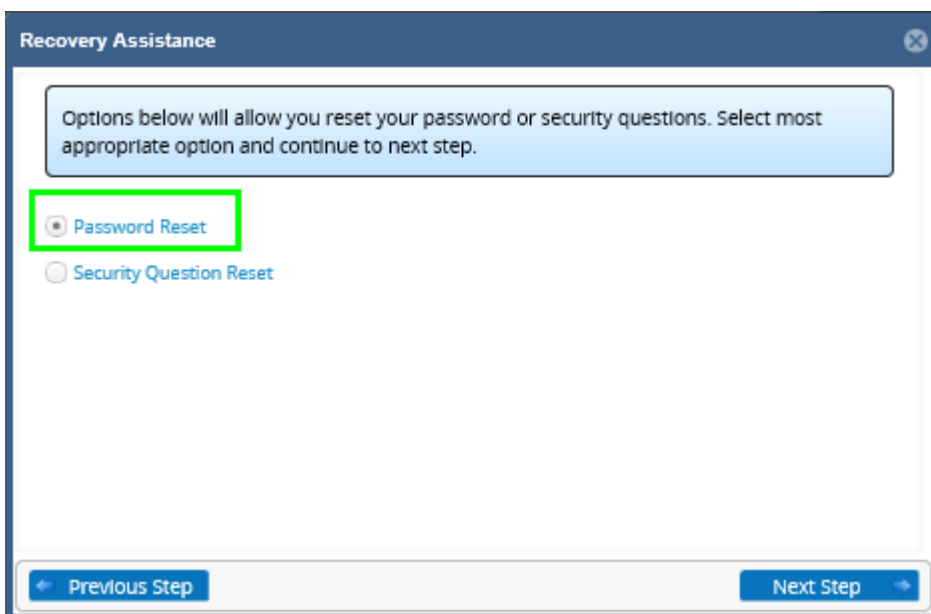 Recovery Assistance
Options below will allow you reset your password or security questions. Select most
appropriate option and continue to next step.
Password Reset
Security Question Reset
Previous Step
Next Step